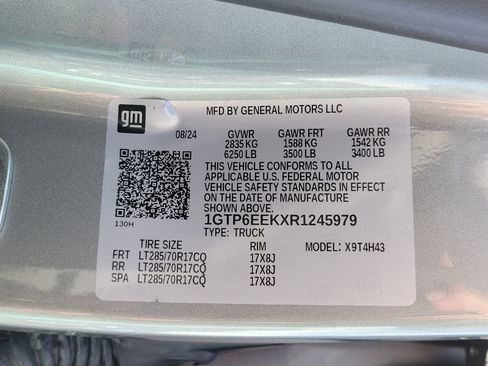 gm
MFD BY GENERAL MOTORS LLC
08/24 GVWR GAWR FRT GAWR RR
2835 KG 1588 KG 1542 KG
6250 LB 3500 LB 3400 LB
THIS VEHICLE CONFORMS TO ALL
APPLICABLE U.S. FEDERAL MOTOR
VEHICLE SAFETY STANDARDS IN EFFECT
ON THE DATE OF MANUFACTURE
SHOWN ABOVE.
130H 1GTP6EEKXR1245979
TYPE: TRUCK
TIRE SIZE RIM MODEL: X9T4H43
FRT LT285/70R17CQ 17X8J
RR LT285/70R17CQ 17X8J
SPA LT285/70R17CQ 17X8J